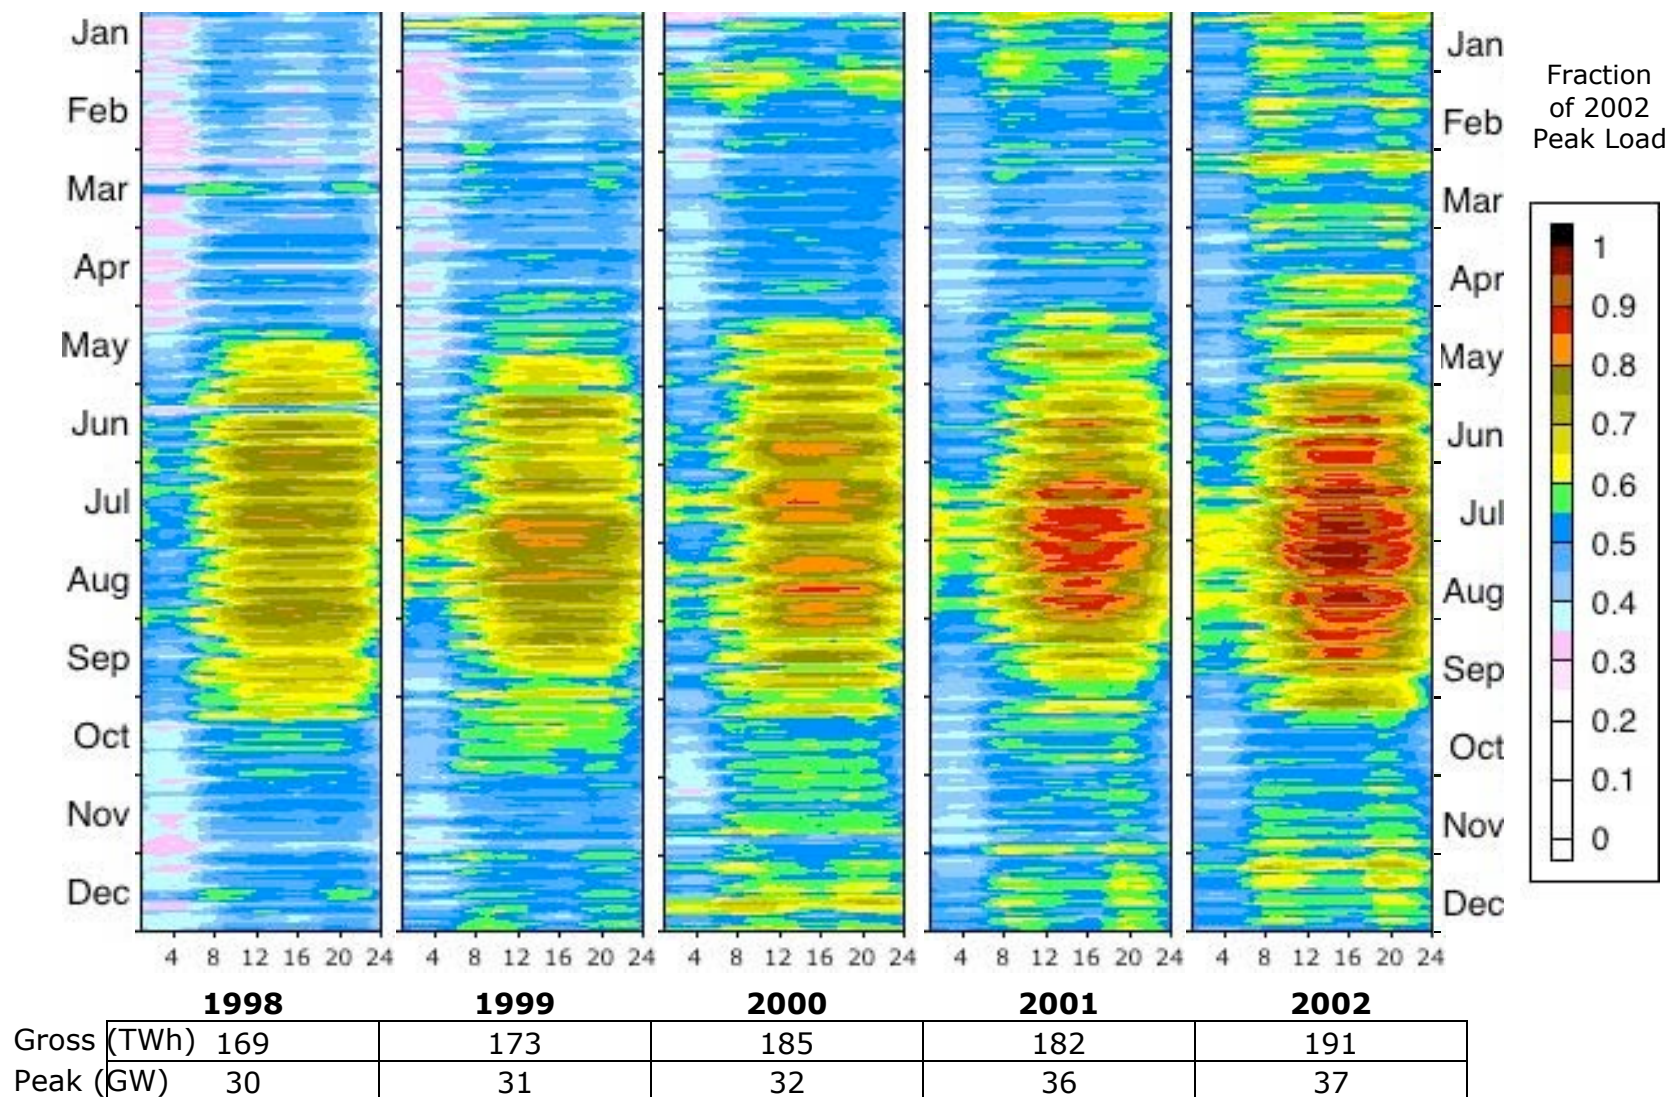 Jan
Feb
Mar
Apr
May
Jun
Jul
Aug
Sep
Oct
Nov
Dec
Jan
Feb
Mar
Apr
May
Jun
Jul
Aug
Sep
Oct
Nov
Dec
Fraction
of 2002
Peak Load
1
0.9
0.8
0.7
0.6
0.5
0.4
0.3
0.2
0.1
0
4 8 12 16 20 24 4 8 12 16 20 24 4 8 12 16 20 24 4 8 12 16 20 24 4 8 12 16 20 24
1998 1999 2000 2001 2002
Gross (TWh) 169 173 185 182 191
Peak (GW) 30 31 32 36 37